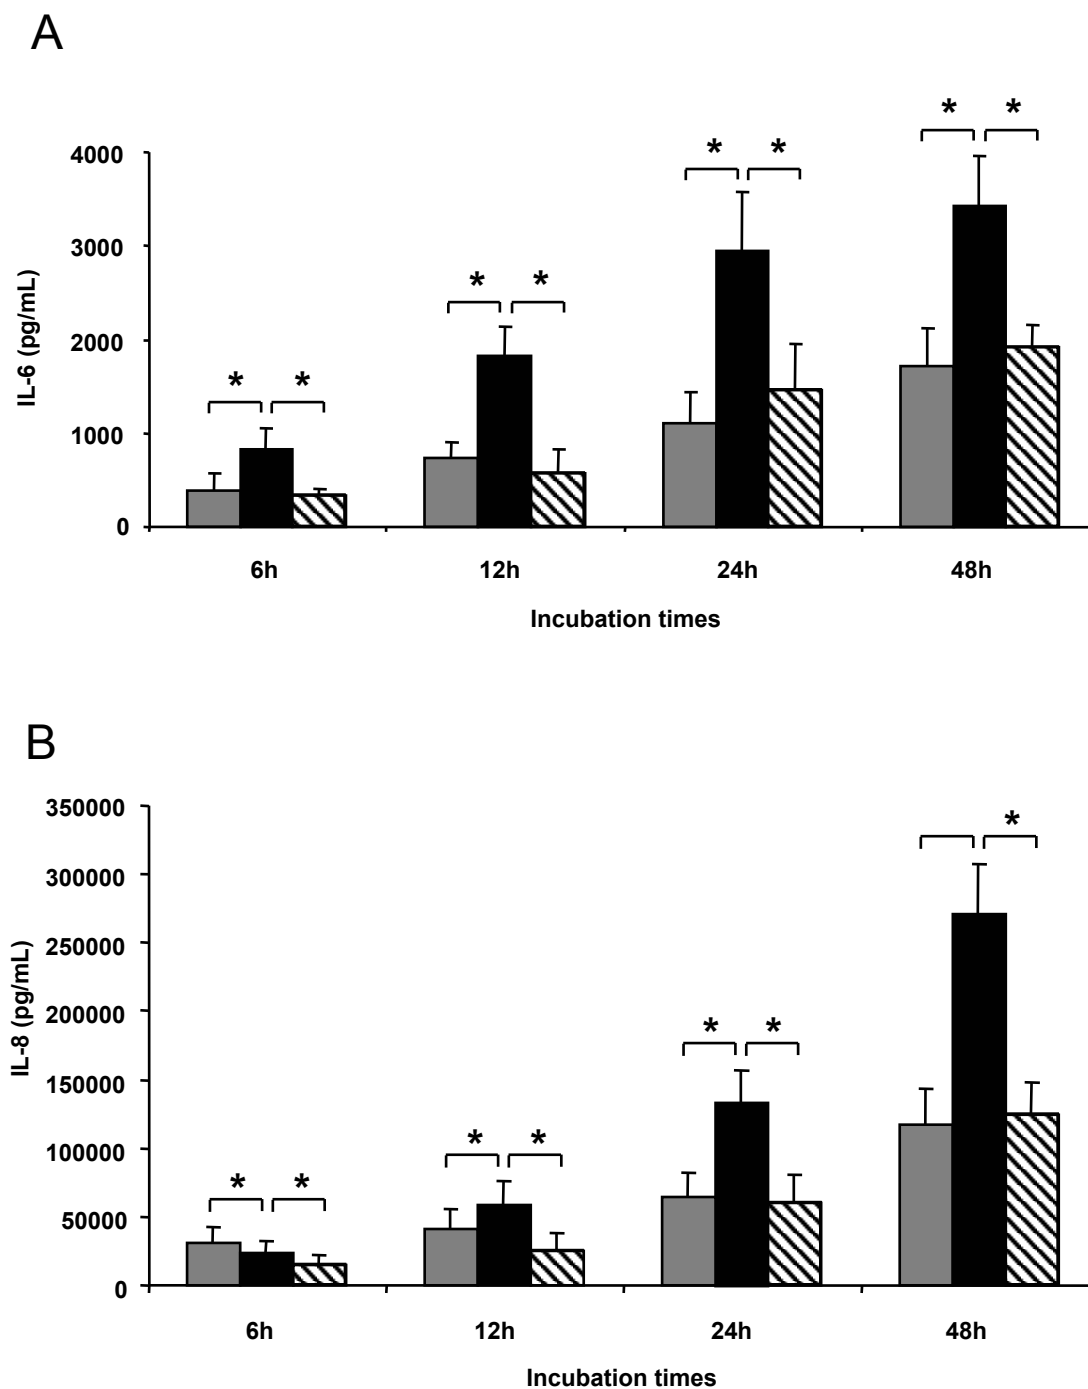 A
* *
* *
* *
* *
4000
3000
2000
1000
0
IL-6 (pg/mL)
6h 12h 24h 48h
Incubation times
B
350000
300000
250000
200000
150000
100000
50000
0
IL-8 (pg/mL)
*
* *
* *
* *
6h 12h 24h 48h
Incubation times